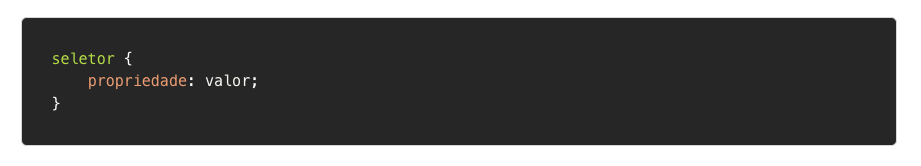 seletor {
    propriedade: valor;
}